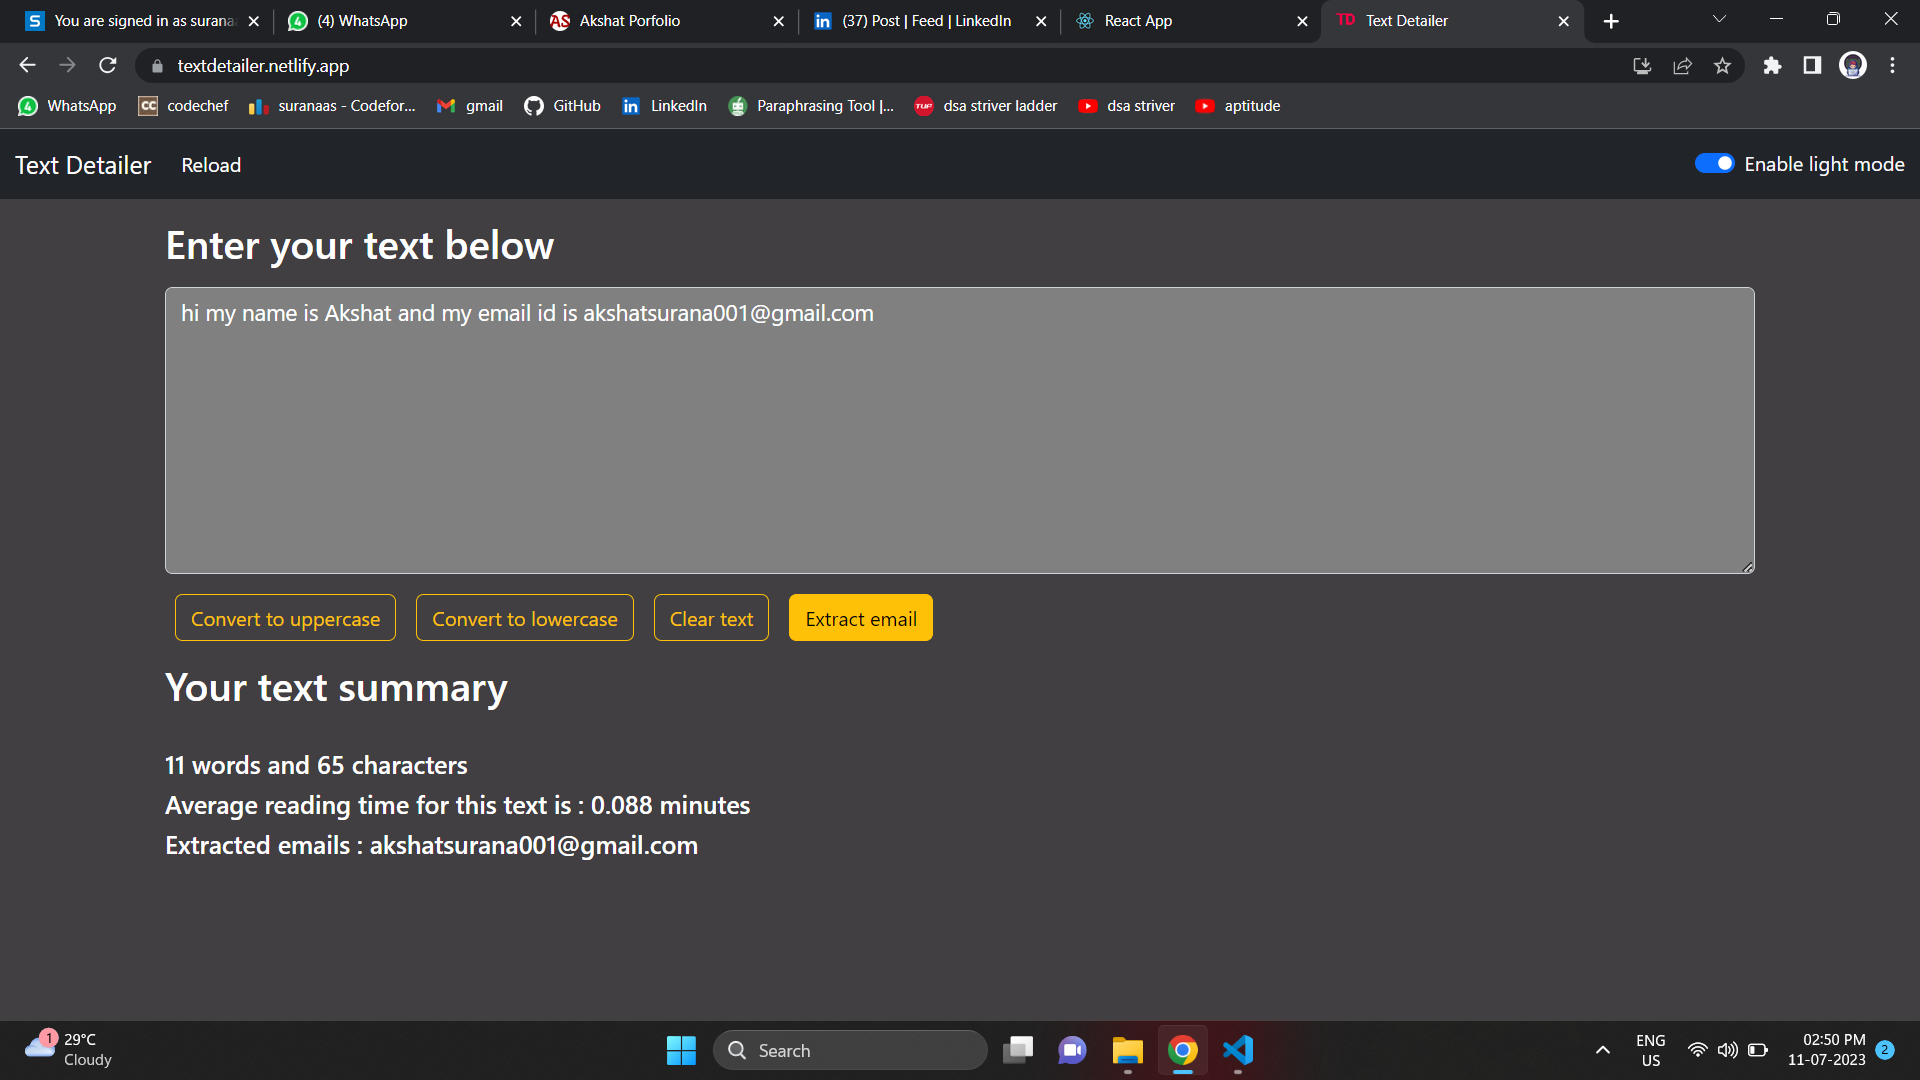 You are signed in as surana
(4) WhatsApp
Akshat Porfolio
(37) Post | Feed | LinkedIn
React App
Text Detailer
textdetailer.netlify.app
WhatsApp
codechef
suranaas - Codefor...
gmail
GitHub
LinkedIn
Paraphrasing Tool |...
dsa striver ladder
dsa striver
aptitude
Text Detailer
Reload
Enable light mode
Enter your text below
hi my name is Akshat and my email id is akshatsurana001@gmail.com
Convert to uppercase
Convert to lowercase
Clear text
Extract email
Your text summary
11 words and 65 characters
Average reading time for this text is : 0.088 minutes
Extracted emails : akshatsurana001@gmail.com
1
29°C
Cloudy
Search
ENG
US
02:50 PM
11-07-2023
2